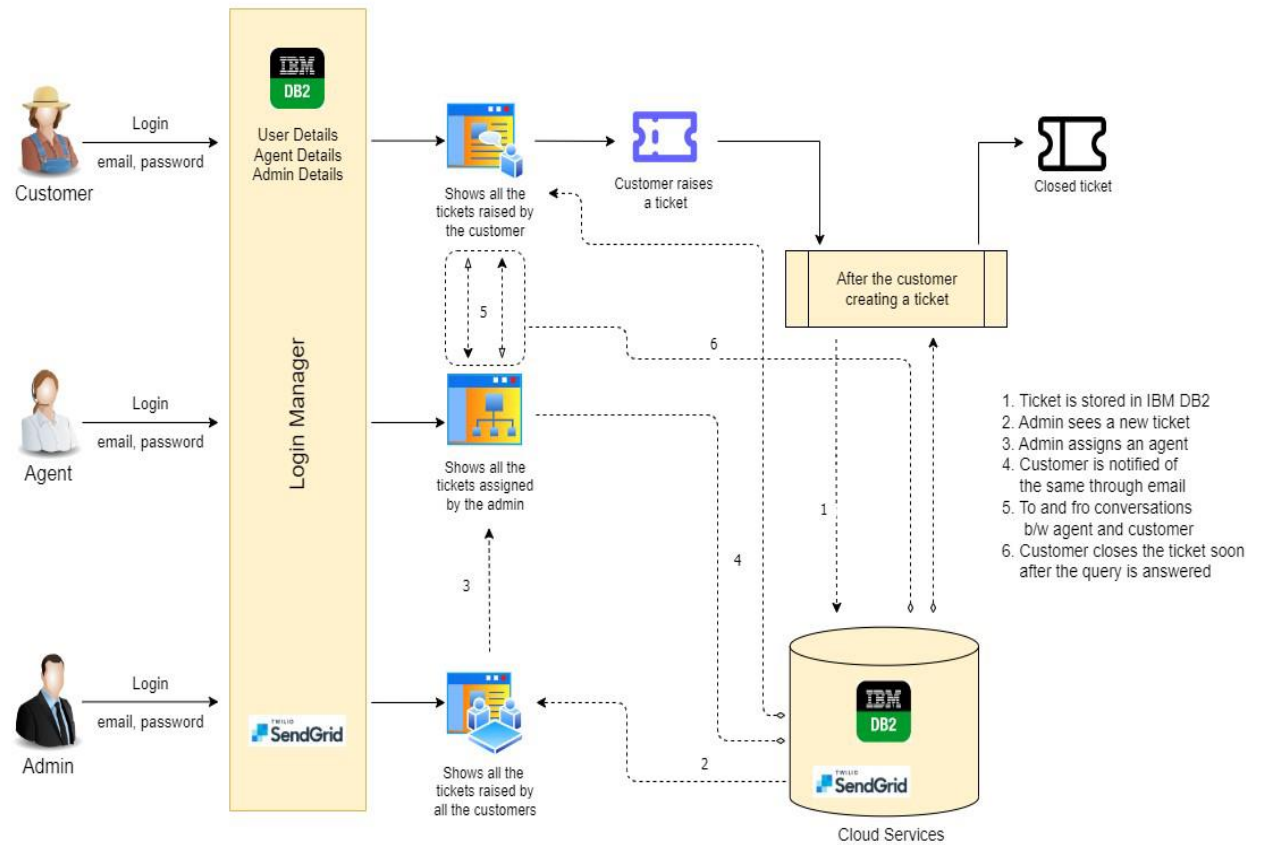 IBM
DB2
User Details
Agent Details
Admin Details
Login Manager
TWILIO
SendGrid
Login
email, password
Customer
Login
email, password
Agent
Login
email, password
Admin
Shows all the
tickets raised by
the customer
Customer raises
a ticket
Closed ticket
After the customer
creating a ticket
5
6
Shows all the
tickets assigned
by the admin
1
4
3
2
Shows all the
tickets raised by
all the customers
1. Ticket is stored in IBM DB2
2. Admin sees a new ticket
3. Admin assigns an agent
4. Customer is notified of
the same through email
5. To and fro conversations
b/w agent and customer
6. Customer closes the ticket soon
after the query is answered
IBM
DB2
TWILIO
SendGrid
Cloud Services